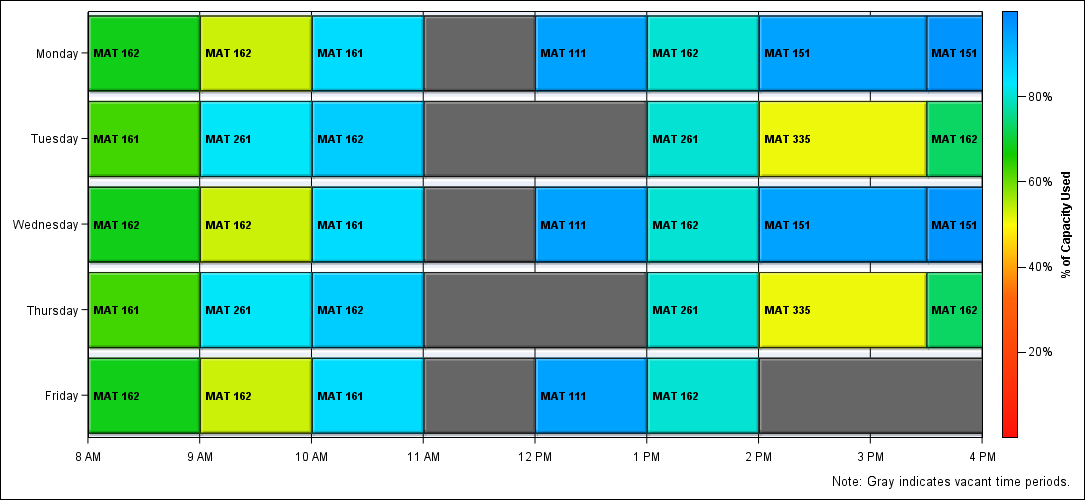 Monday MAT 162 MAT 162 MAT 161 MAT 111 MAT 162 MAT 151 MAT 151
Tuesday MAT 161 MAT 261 MAT 162 MAT 261 MAT 335 MAT 162
Wednesday MAT 162 MAT 162 MAT 161 MAT 111 MAT 162 MAT 151 MAT 151
Thursday MAT 161 MAT 261 MAT 162 MAT 261 MAT 335 MAT 162
Friday MAT 162 MAT 162 MAT 161 MAT 111 MAT 162
8 AM 9 AM 10 AM 11 AM 12 PM 1 PM 2 PM 3 PM 4 PM
80%
60%
40%
20%
% of Capacity Used
Note: Gray indicates vacant time periods.